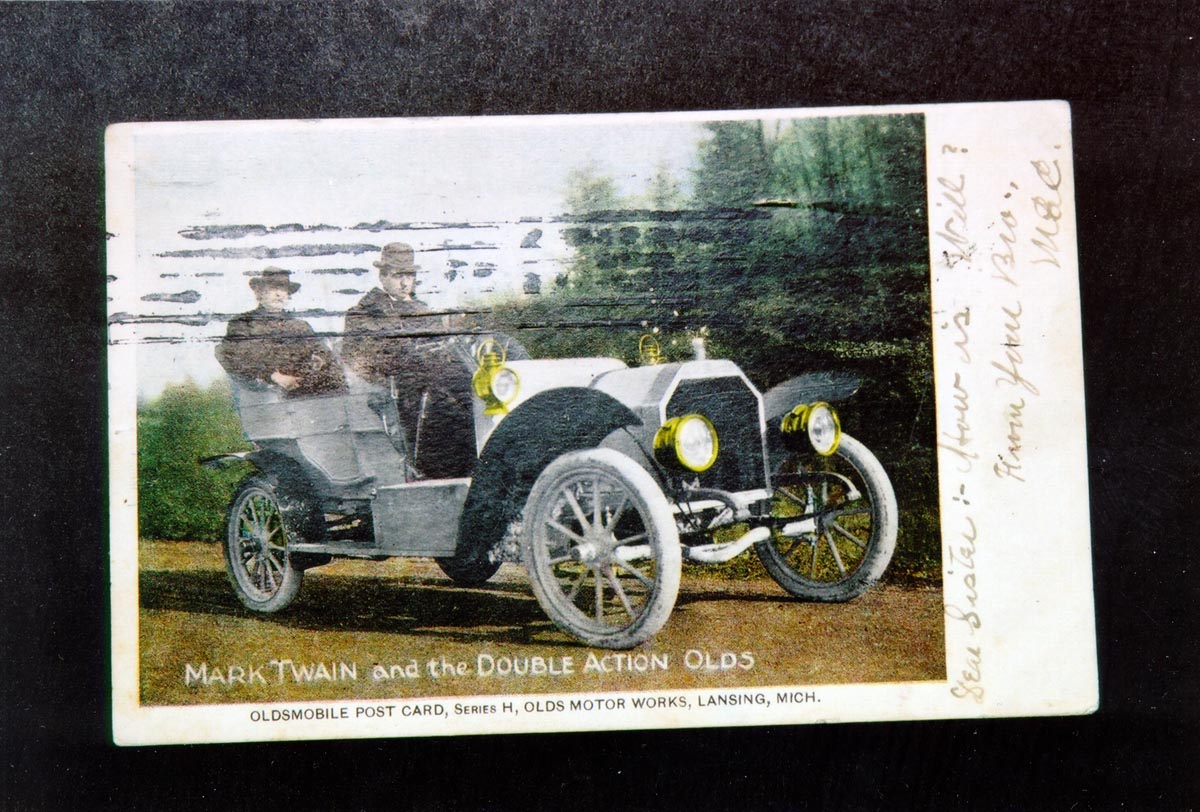 MARK TWAIN and the DOUBLE ACTION OLDS
OLDSMOBILE POST CARD, SERIES H, OLDS MOTOR WORKS, LANSING, MICH.
Dear Sister :- How is Will?
From Your Bro.,